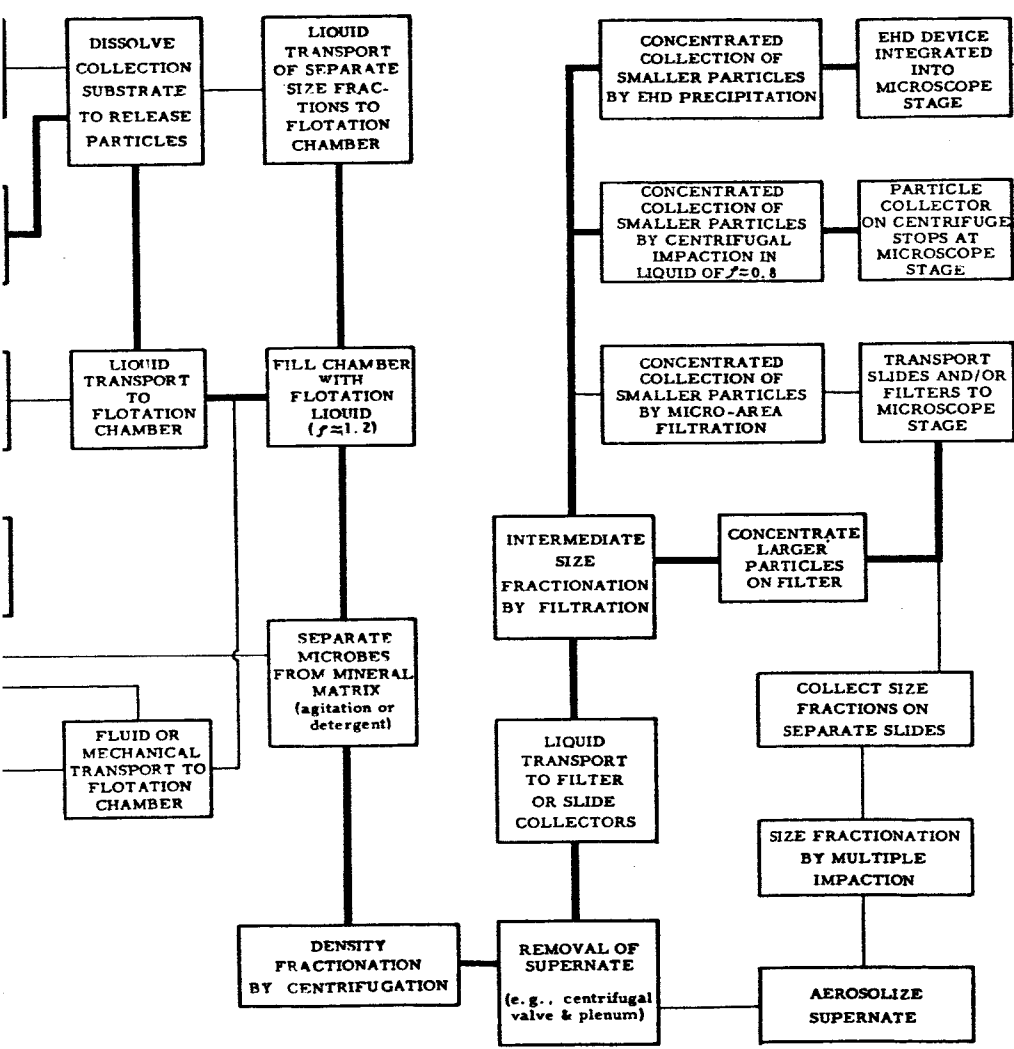 DISSOLVE
COLLECTION
SUBSTRATE
TO RELEASE
PARTICLES
LIQUID
TRANSPORT
OF SEPARATE
SIZE FRAC-
TIONS TO
FLOTATION
CHAMBER
CONCENTRATED
COLLECTION OF
SMALLER PARTICLES
BY EHD PRECIPITATION
EHD DEVICE
INTEGRATED
INTO
MICROSCOPE
STAGE
CONCENTRATED
COLLECTION OF
SMALLER PARTICLES
BY CENTRIFUGAL
IMPACTION IN
LIQUID OF ƒ≈0.8
PARTICLE
COLLECTOR
ON CENTRIFUGE
STOPS AT
MICROSCOPE
STAGE
LIQUID
TRANSPORT
TO
FLOTATION
CHAMBER
FILL CHAMBER
WITH
FLOTATION
LIQUID
(ƒ≈1.2)
CONCENTRATED
COLLECTION OF
SMALLER PARTICLES
BY MICRO-AREA
FILTRATION
TRANSPORT
SLIDES AND/OR
FILTERS TO
MICROSCOPE
STAGE
INTERMEDIATE
SIZE
FRACTIONATION
BY FILTRATION
CONCENTRATE
LARGER
PARTICLES
ON FILTER
SEPARATE
MICROBES
FROM MINERAL
MATRIX
(agitation or
detergent)
FLUID OR
MECHANICAL
TRANSPORT TO
FLOTATION
CHAMBER
LIQUID
TRANSPORT
TO FILTER
OR SLIDE
COLLECTORS
COLLECT SIZE
FRACTIONS ON
SEPARATE SLIDES
SIZE FRACTIONATION
BY MULTIPLE
IMPACTION
DENSITY
FRACTIONATION
BY CENTRIFUGATION
REMOVAL OF
SUPERNATE
(e.g., centrifugal
valve & plenum)
AEROSOLIZE
SUPERNATE